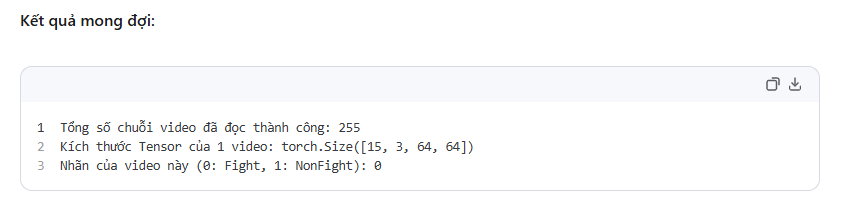 Kết quả mong đợi:
1 Tổng số chuỗi video đã đọc thành công: 255
2 Kích thước Tensor của 1 video: torch.Size([15, 3, 64, 64])
3 Nhãn của video này (0: Fight, 1: NonFight): 0